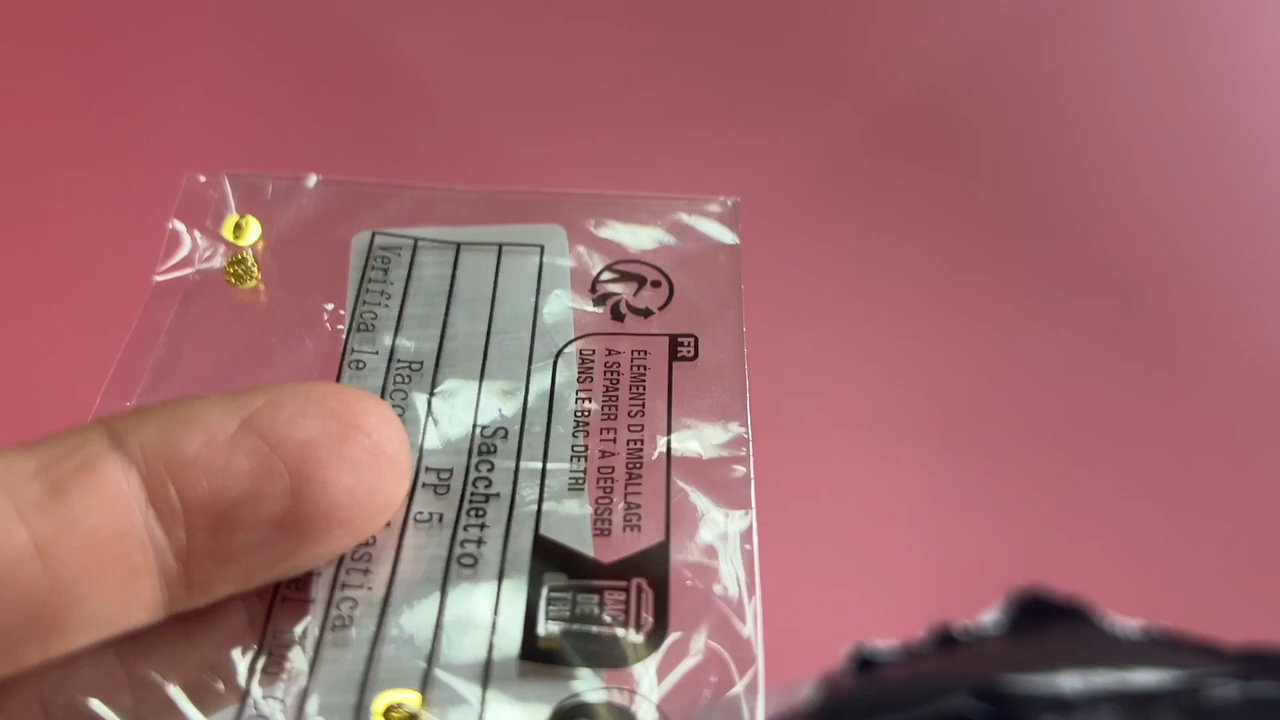 FR
ÉLÉMENTS D'EMBALLAGE
À SÉPARER ET À DÉPOSER
DANS LE BAC DE TRI
BAC
DE
TRI
Sacchetto
PP 5
Verifica le